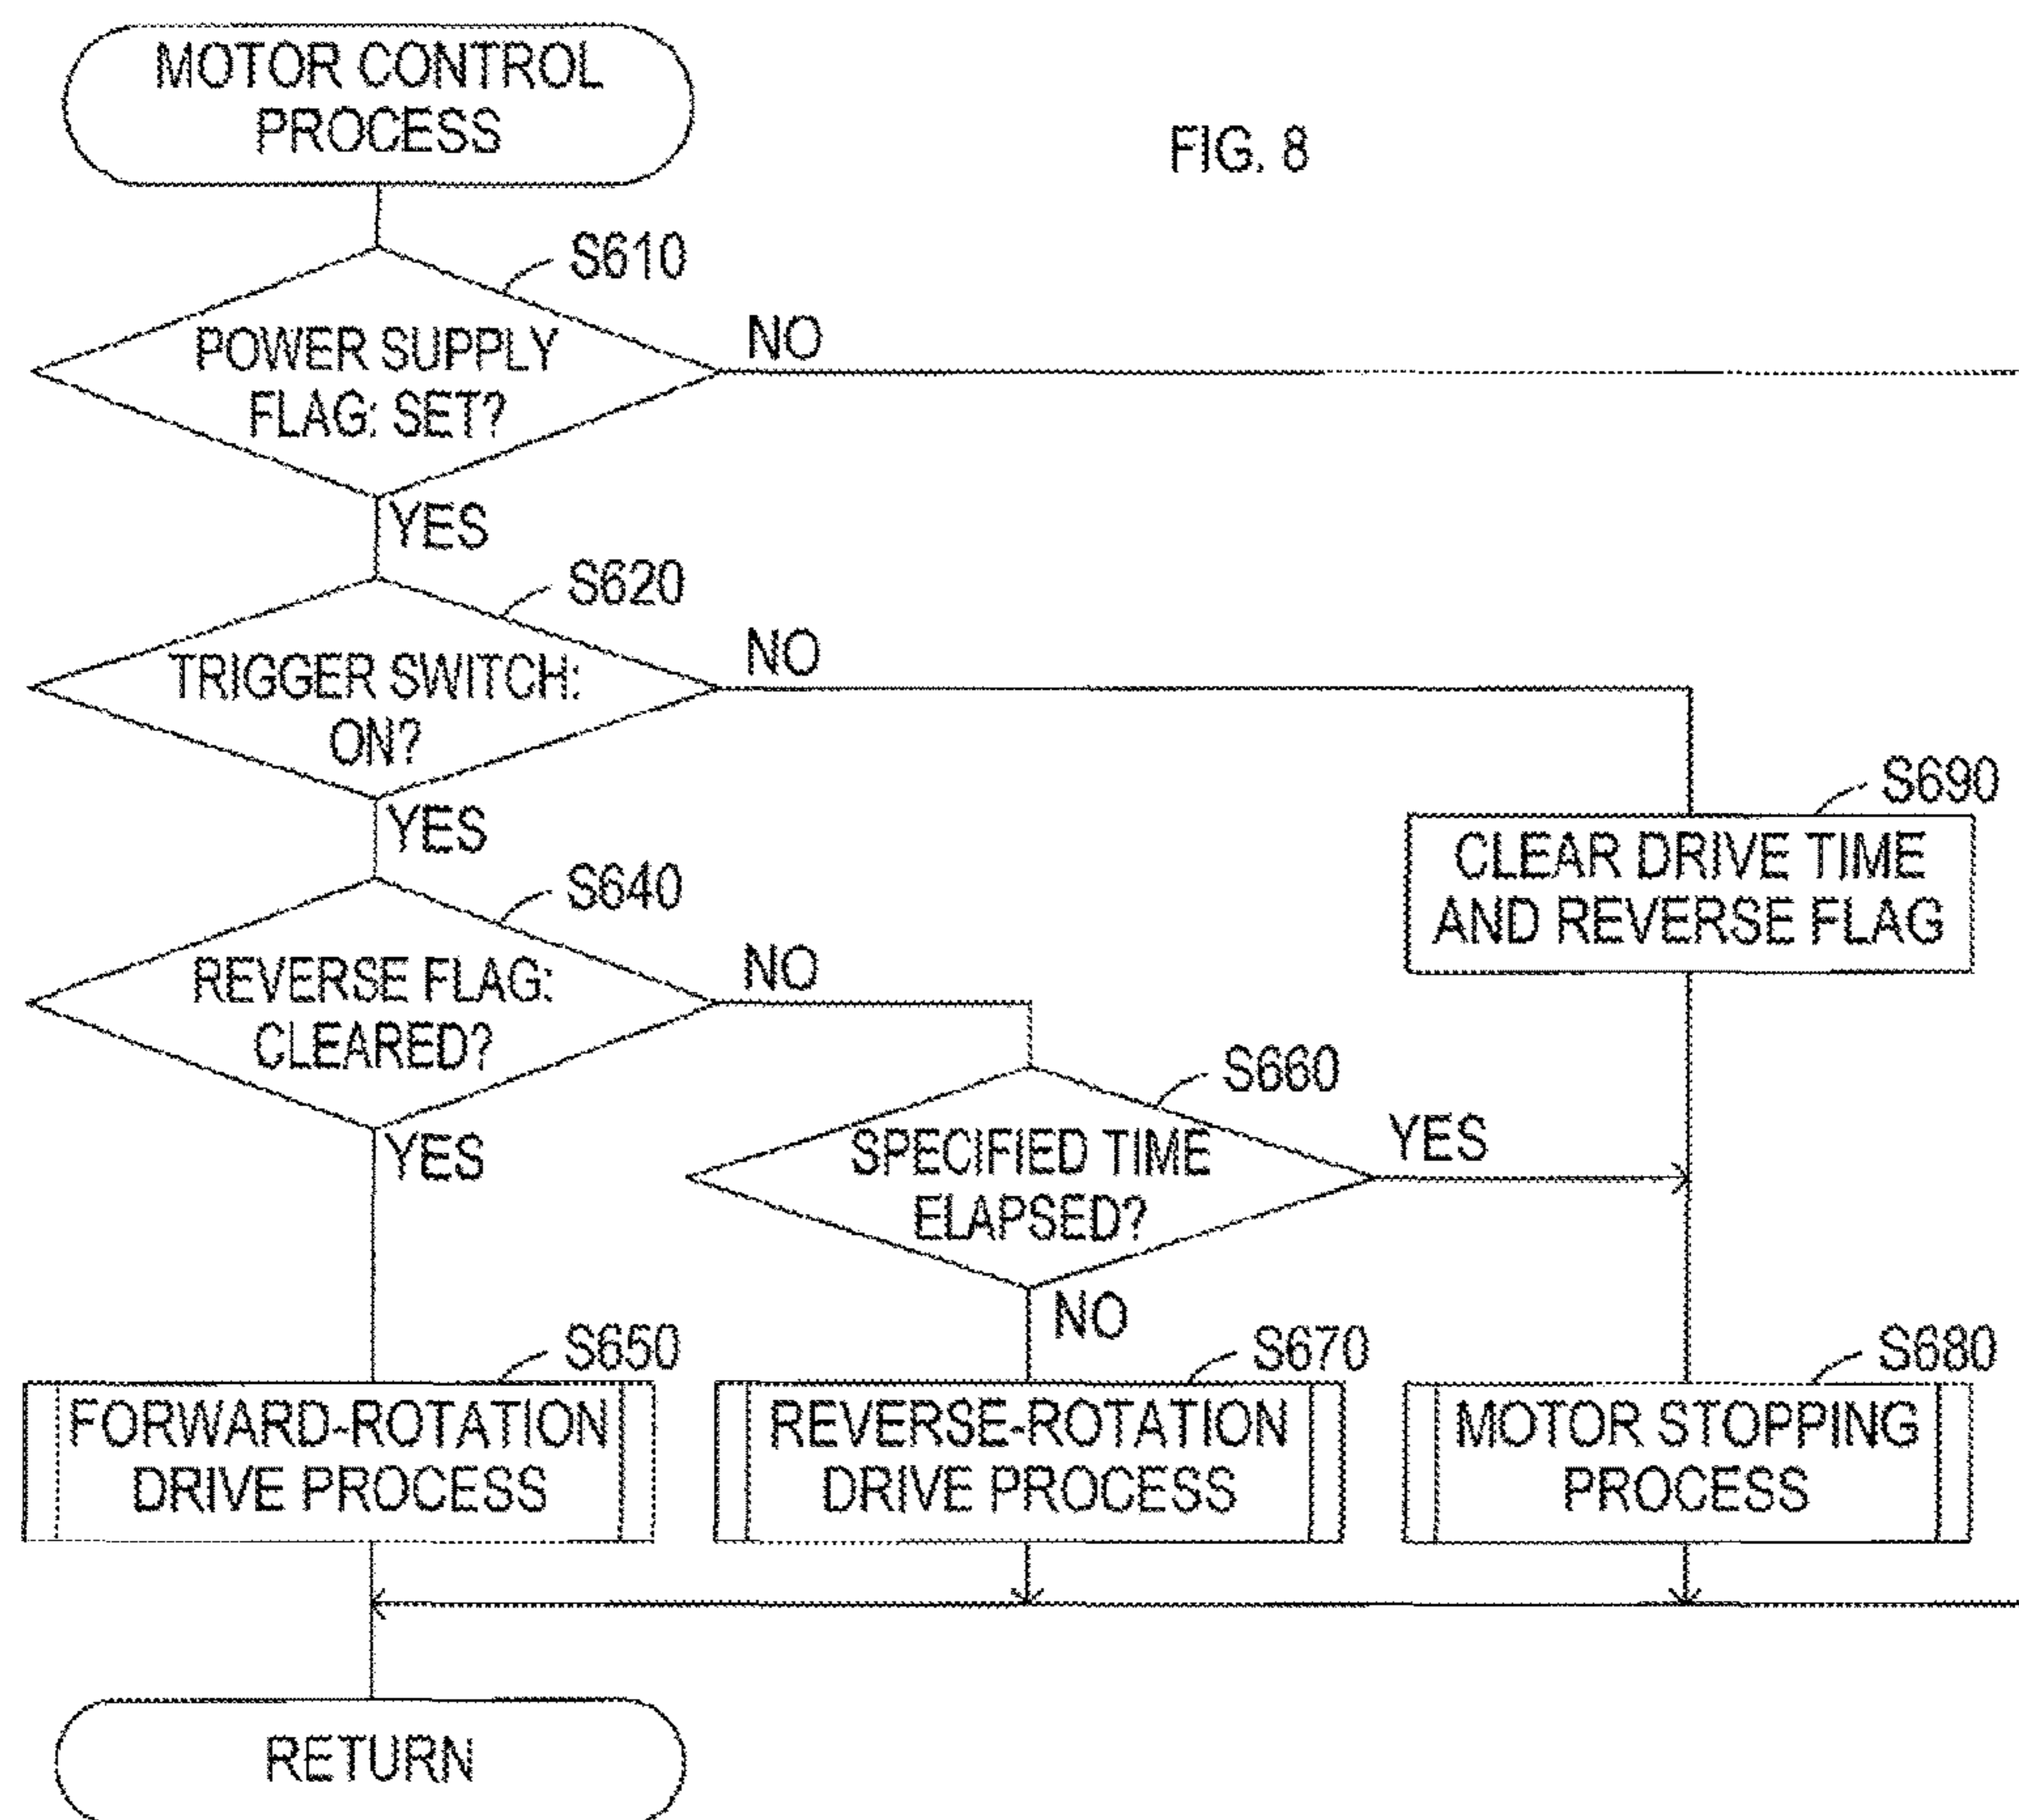 MOTOR CONTROL
PROCESS
FIG. 8
S610
POWER SUPPLY
FLAG: SET?
NO
YES
S620
TRIGGER SWITCH:
ON?
NO
YES
S690
CLEAR DRIVE TIME
AND REVERSE FLAG
S640
REVERSE FLAG:
CLEARED?
NO
YES
S660
SPECIFIED TIME
ELAPSED?
YES
NO
S650
FORWARD-ROTATION
DRIVE PROCESS
S670
REVERSE-ROTATION
DRIVE PROCESS
S680
MOTOR STOPPING
PROCESS
RETURN